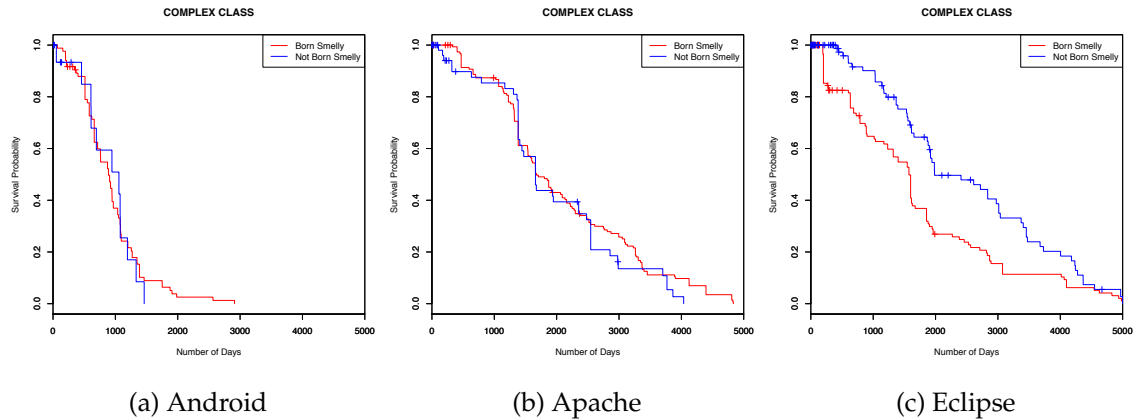 COMPLEX CLASS
Survival Probability
1.0
0.8
0.6
0.4
0.2
0.0
Born Smelly
Not Born Smelly
0 1000 2000 3000 4000 5000
Number of Days
(a) Android
COMPLEX CLASS
Survival Probability
1.0
0.8
0.6
0.4
0.2
0.0
Born Smelly
Not Born Smelly
0 1000 2000 3000 4000 5000
Number of Days
(b) Apache
COMPLEX CLASS
Survival Probability
1.0
0.8
0.6
0.4
0.2
0.0
Born Smelly
Not Born Smelly
0 1000 2000 3000 4000 5000
Number of Days
(c) Eclipse